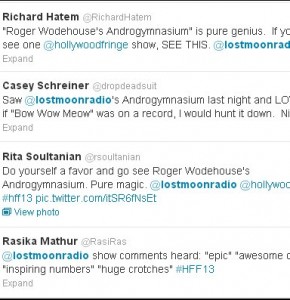 Richard Hatem @RichardHatem
"Roger Wodehouse's Androgymnasium" is pure genius. If yo
see one @hollywoodfringe show, SEE THIS. @lostmoonradio
Expand
Casey Schreiner @dropdeadsuit
Saw @lostmoonradio's Androgymnasium last night and LO
if "Bow Wow Meow" was on a record, I would hunt it down. Ni
Expand
Rita Soultanian @rsoultanian
Do yourself a favor and go see Roger Wodehouse's
Androgymnasium. Pure magic. @lostmoonradio @hollywo
#hff13 pic.twitter.com/itSR6fNsEt
View photo
Rasika Mathur @RasiRas
@lostmoonradio show comments heard: "epic" "awesome
"inspiring numbers" "huge crotches" #HFF13
Expand